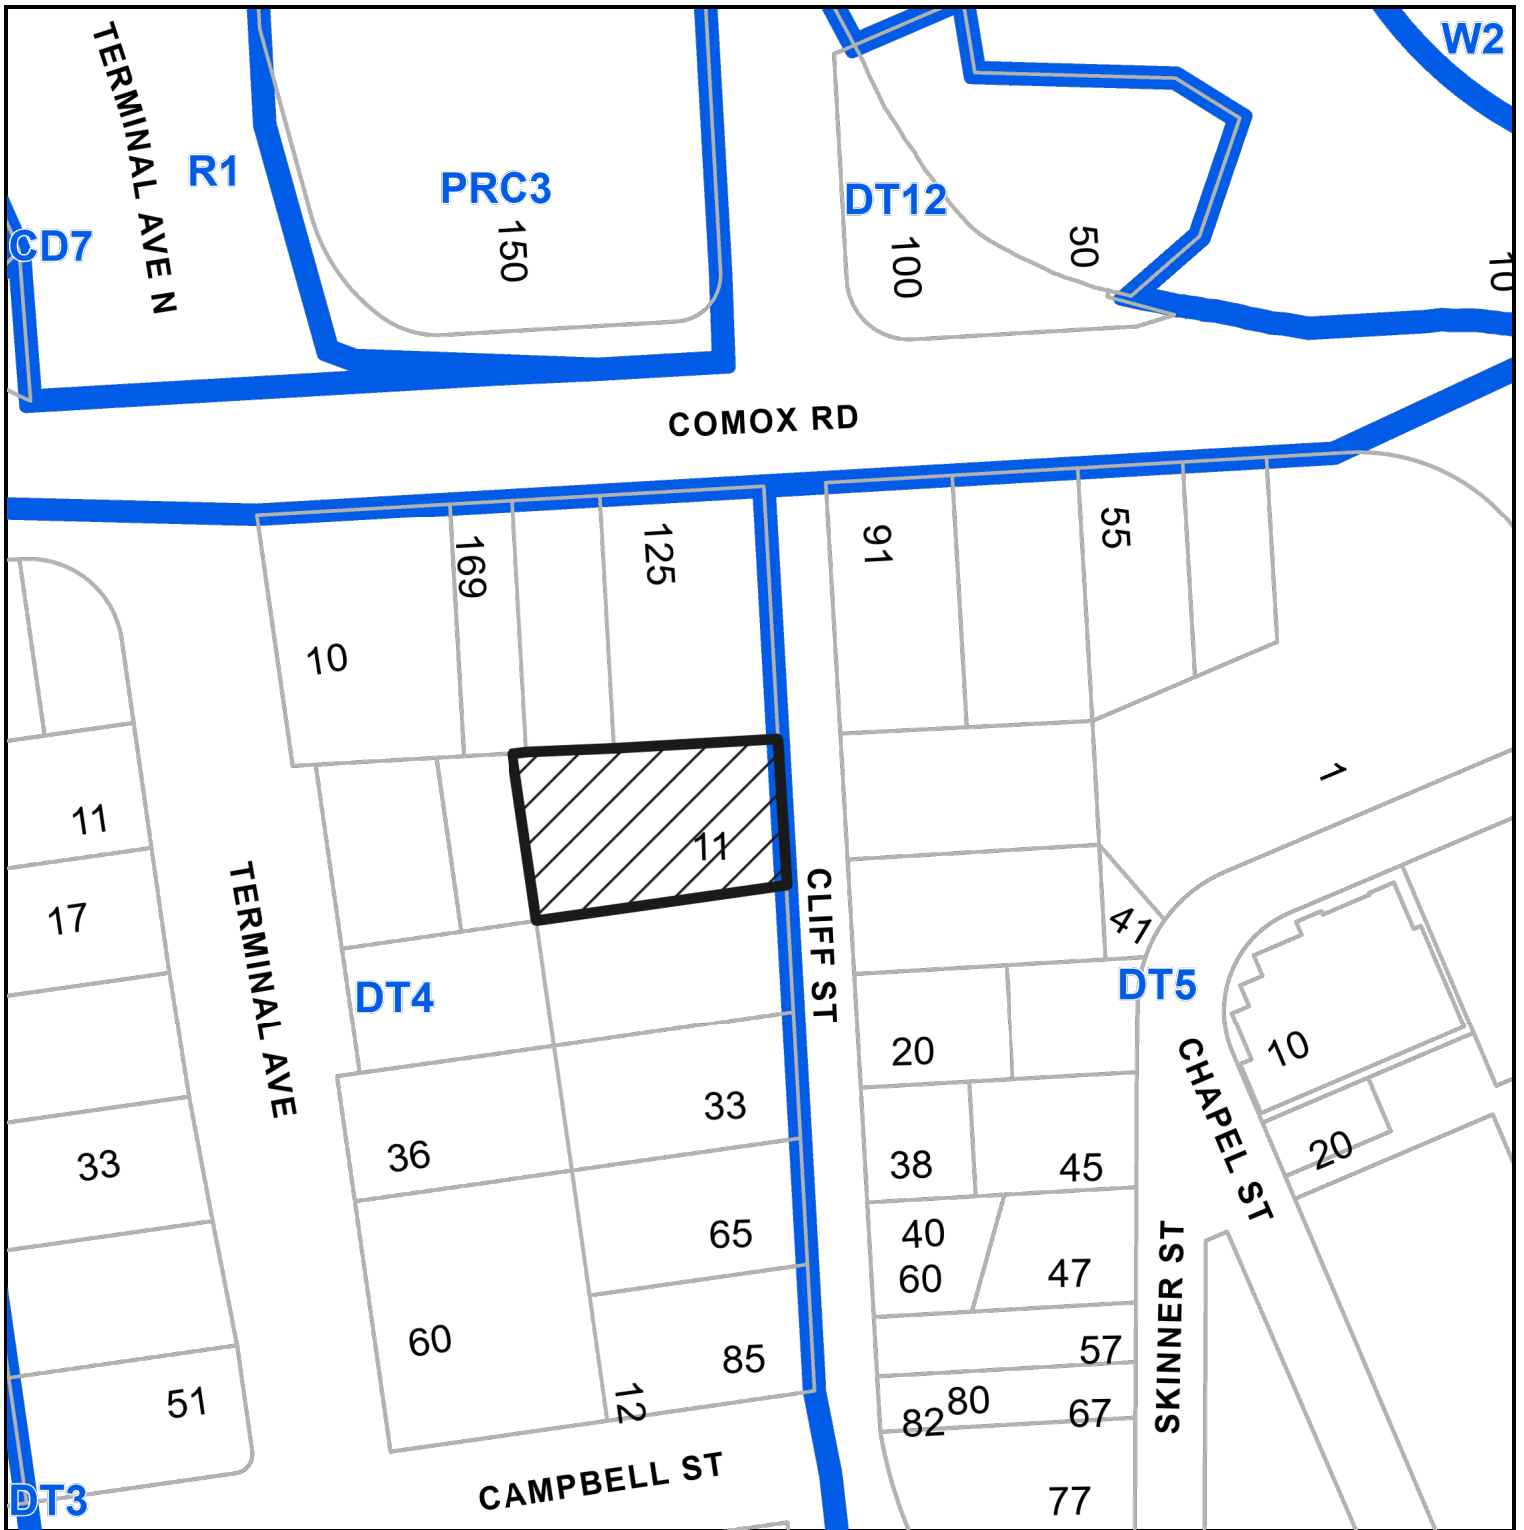 W2
TERMINAL AVE N
R1
PRC3
DT12
CD7
150
100
50
10
COMOX RD
169
125
91
55
10
1
11
11
17
CLIFF ST
41
TERMINAL AVE
DT4
DT5
20
10
33
CHAPEL ST
36
33
38
45
20
65
40
60
47
SKINNER ST
60
85
57
51
12
80
82
67
CAMPBELL ST
DT3
77